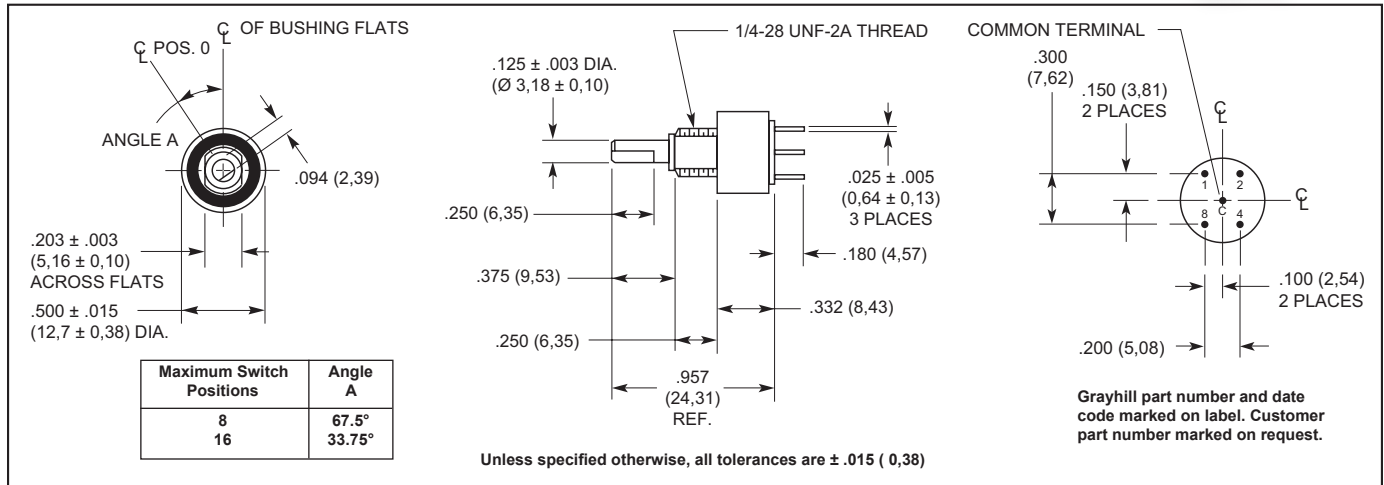 ℄ OF BUSHING FLATS
℄ POS. 0
ANGLE A
.094 (2,39)
.203 ± .003
(5,16 ± 0,10)
ACROSS FLATS
.500 ± .015
(12,7 ± 0,38) DIA.
Maximum Switch Positions
Angle A
8 67.5°
16 33.75°
1/4-28 UNF-2A THREAD
.125 ± .003 DIA.
(Ø 3,18 ± 0,10)
.025 ± .005
(0,64 ± 0,13)
3 PLACES
.250 (6,35)
.180 (4,57)
.375 (9,53)
.332 (8,43)
.250 (6,35)
.957
(24,31)
REF.
Unless specified otherwise, all tolerances are ± .015 ( 0,38)
COMMON TERMINAL
.300
(7,62)
.150 (3,81)
2 PLACES
℄
1 2
C
℄
8 4
.100 (2,54)
2 PLACES
.200 (5,08)
Grayhill part number and date
code marked on label. Customer
part number marked on request.